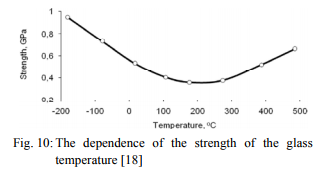 1
0,8
0,6
0,4
0,2
Strength, GPa
-200 -100 0 100 200 300 400 500
Temperature, ºC
Fig. 10: The dependence of the strength of the glass
temperature [18]